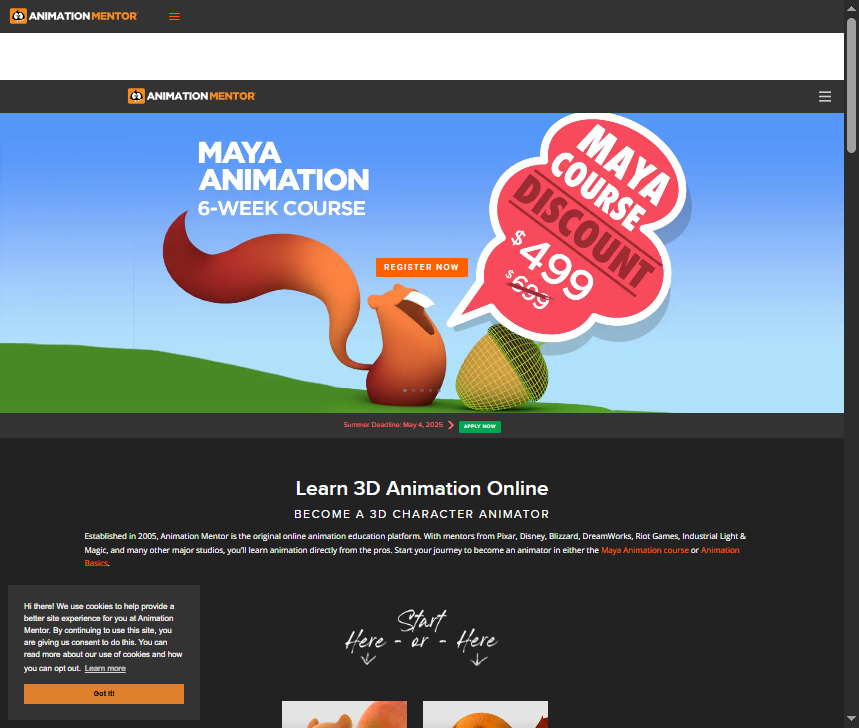 ANIMATION MENTOR
ANIMATION MENTOR
MAYA
ANIMATION
6-WEEK COURSE
REGISTER NOW
MAYA
COURSE
DISCOUNT
$499
$699
Summer Deadline: May 4, 2025
APPLY NOW
Learn 3D Animation Online
BECOME A 3D CHARACTER ANIMATOR
Established in 2005, Animation Mentor is the original online animation education platform. With mentors from Pixar, Disney, Blizzard, DreamWorks, Riot Games, Industrial Light &
Magic, and many other major studios, you'll learn animation directly from the pros. Start your journey to become an animator in either the Maya Animation course or Animation
Basics.
Start
Here - or - Here
Hi there! We use cookies to help provide a
better site experience for you at Animation
Mentor. By continuing to use this site, you
are giving us consent to do this. You can
read more about our use of cookies and how
you can opt out. Learn more
Got it!